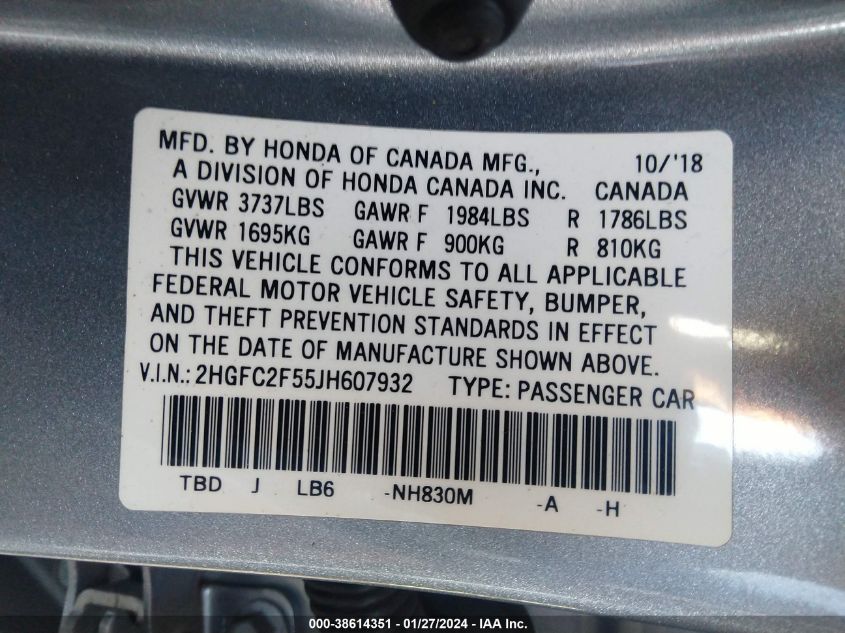 MFD. BY HONDA OF CANADA MFG., 10/'18
A DIVISION OF HONDA CANADA INC. CANADA
GVWR 3737LBS GAWR F 1984LBS R 1786LBS
GVWR 1695KG GAWR F 900KG R 810KG
THIS VEHICLE CONFORMS TO ALL APPLICABLE
FEDERAL MOTOR VEHICLE SAFETY, BUMPER,
AND THEFT PREVENTION STANDARDS IN EFFECT
ON THE DATE OF MANUFACTURE SHOWN ABOVE.
V.I.N.: 2HGFC2F55JH607932 TYPE: PASSENGER CAR
TBD J LB6 -NH830M -A -H
000-38614351 - 01/27/2024 - IAA Inc.